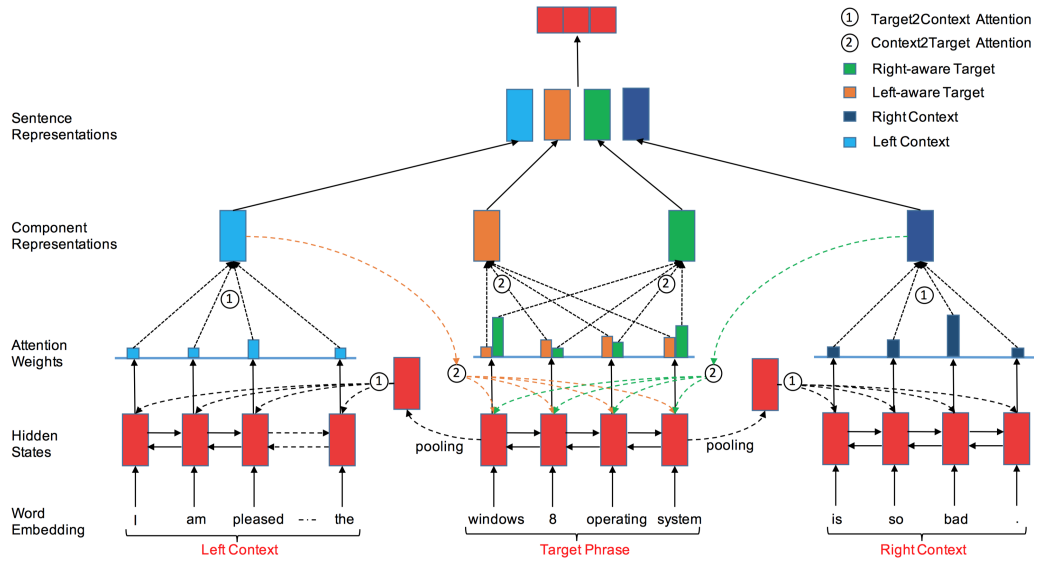 ① Target2Context Attention
② Context2Target Attention
Right-aware Target
Left-aware Target
Right Context
Left Context
Sentence
Representations
Component
Representations
① ② ② ①
Attention
Weights
① ② ② ①
Hidden
States
pooling pooling
Word
Embedding
I am pleased the windows 8 operating system is so bad .
Left Context Target Phrase Right Context